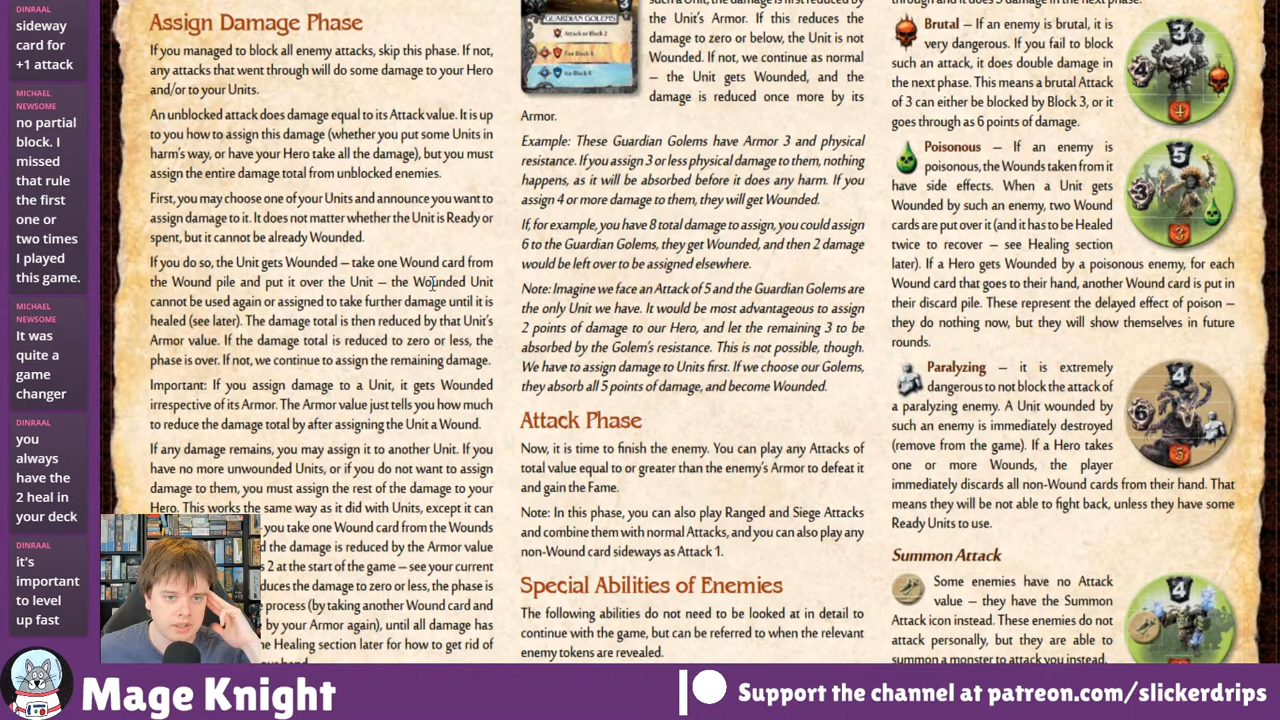 DINRAAL
sideway
card for
+1 attack
MICHAEL
NEWSOME
no partial
block. I
missed
that rule
the first
one or
two times
I played
this game.
MICHAEL
NEWSOME
It was
quite a
game
changer
DINRAAL
you
always
have the
2 heal in
your deck
DINRAAL
it's
important
to level
up fast
Assign Damage Phase
If you managed to block all enemy attacks, skip this phase. If not,
any attacks that went through will do some damage to your Hero
and/or to your Units.
An unblocked attack does damage equal to its Attack value. It is up
to you how to assign this damage (whether you put some Units in
harm's way, or have your Hero take all the damage), but you must
assign the entire damage total from unblocked enemies.
First, you may choose one of your Units and announce you want to
assign damage to it. It does not matter whether the Unit is Ready or
spent, but it cannot be already Wounded.
If you do so, the Unit gets Wounded – take one Wound card from
the Wound pile and put it over the Unit – the Wounded Unit
cannot be used again or assigned to take further damage until it is
healed (see later). The damage total is then reduced by that Unit's
Armor value. If the damage total is reduced to zero or less, the
phase is over. If not, we continue to assign the remaining damage.
Important: If you assign damage to a Unit, it gets Wounded
irrespective of its Armor. The Armor value just tells you how much
to reduce the damage total by after assigning the Unit a Wound.
If any damage remains, you may assign it to another Unit. If you
have no more unwounded Units, or if you do not want to assign
damage to them, you must assign the rest of the damage to your
Hero. This works the same way as it did with Units, except it can
you take one Wound card from the Wounds
d the damage is reduced by the Armor value
s 2 at the start of the game – see your current
duces the damage to zero or less, the phase is
process (by taking another Wound card and
by your Armor again), until all damage has
he Healing section later for how to get rid of
GUARDIAN GOLEMS
3
Attack or Block 2
Fire Block 4
Ice Block 4
such a Unit, the damage is first reduced by
the Unit's Armor. If this reduces the
damage to zero or below, the Unit is not
Wounded. If not, we continue as normal
– the Unit gets Wounded, and the
damage is reduced once more by its
Armor.
Example: These Guardian Golems have Armor 3 and physical
resistance. If you assign 3 or less physical damage to them, nothing
happens, as it will be absorbed before it does any harm. If you
assign 4 or more damage to them, they will get Wounded.
If, for example, you have 8 total damage to assign, you could assign
6 to the Guardian Golems, they get Wounded, and then 2 damage
would be left over to be assigned elsewhere.
Note: Imagine we face an Attack of 5 and the Guardian Golems are
the only Unit we have. It would be most advantageous to assign
2 points of damage to our Hero, and let the remaining 3 to be
absorbed by the Golem's resistance. This is not possible, though.
We have to assign damage to Units first. If we choose our Golems,
they absorb all 5 points of damage, and become Wounded.
Attack Phase
Now, it is time to finish the enemy. You can play any Attacks of
total value equal to or greater than the enemy's Armor to defeat it
and gain the Fame.
Note: In this phase, you can also play Ranged and Siege Attacks
and combine them with normal Attacks, and you can also play any
non-Wound card sideways as Attack 1.
Special Abilities of Enemies
The following abilities do not need to be looked at in detail to
continue with the game, but can be referred to when the relevant
enemy tokens are revealed.
Brutal – If an enemy is brutal, it is
very dangerous. If you fail to block
such an attack, it does double damage in
the next phase. This means a brutal Attack
of 3 can either be blocked by Block 3, or it
goes through as 6 points of damage.
3
4
4
Poisonous – If an enemy is
poisonous, the Wounds taken from it
have side effects. When a Unit gets
Wounded by such an enemy, two Wound
cards are put over it (and it has to be Healed
twice to recover – see Healing section
later). If a Hero gets Wounded by a poisonous enemy, for each
Wound card that goes to their hand, another Wound card is put in
their discard pile. These represent the delayed effect of poison –
they do nothing now, but they will show themselves in future
rounds.
5
3
3
Paralyzing – it is extremely
dangerous to not block the attack of
a paralyzing enemy. A Unit wounded by
such an enemy is immediately destroyed
(remove from the game). If a Hero takes
one or more Wounds, the player
immediately discards all non-Wound cards from their hand. That
means they will be not able to fight back, unless they have some
Ready Units to use.
4
6
5
Summon Attack
Some enemies have no Attack
value – they have the Summon
Attack icon instead. These enemies do not
attack personally, but they are able to
summon a monster to attack you instead.
4
Mage Knight
Support the channel at patreon.com/slickerdrips